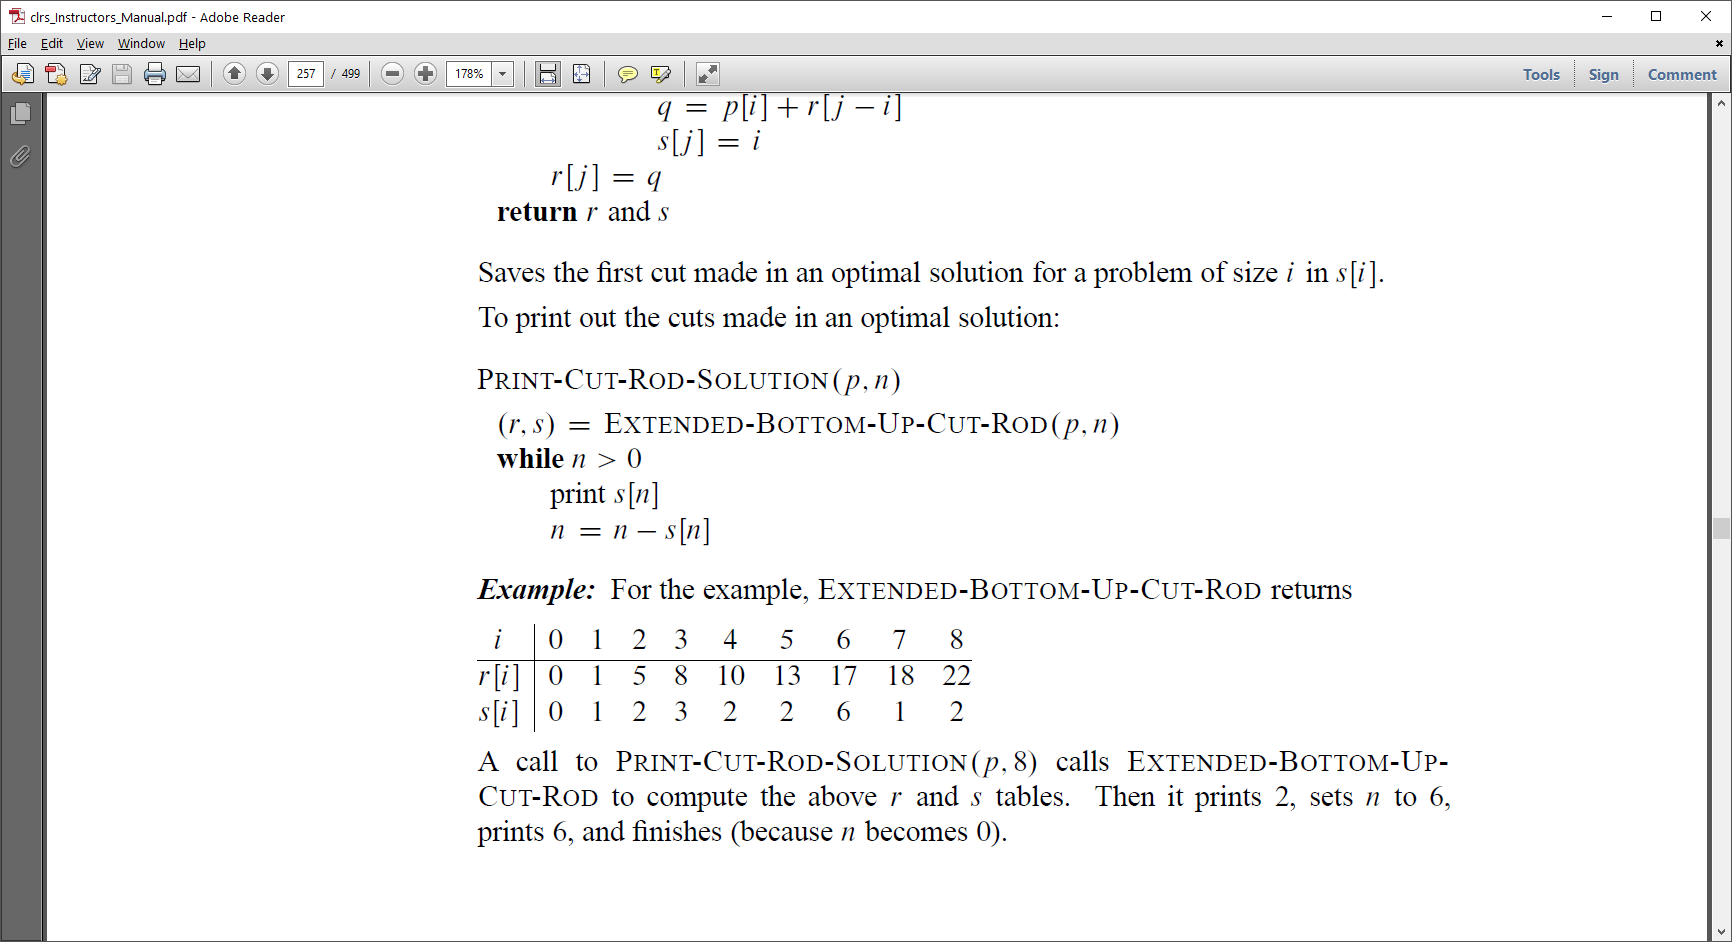 clrs_Instructors_Manual.pdf - Adobe Reader
File Edit View Window Help
257 / 499 178% Tools Sign Comment
q = p[i] + r[j − i]
s[j] = i
r[j] = q
return r and s
Saves the first cut made in an optimal solution for a problem of size i in s[i].
To print out the cuts made in an optimal solution:
PRINT-CUT-ROD-SOLUTION(p, n)
(r, s) = EXTENDED-BOTTOM-UP-CUT-ROD(p, n)
while n > 0
print s[n]
n = n − s[n]
Example: For the example, EXTENDED-BOTTOM-UP-CUT-ROD returns
i 0 1 2 3 4 5 6 7 8
r[i] 0 1 5 8 10 13 17 18 22
s[i] 0 1 2 3 2 2 6 1 2
A call to PRINT-CUT-ROD-SOLUTION(p, 8) calls EXTENDED-BOTTOM-UP-
CUT-ROD to compute the above r and s tables. Then it prints 2, sets n to 6,
prints 6, and finishes (because n becomes 0).